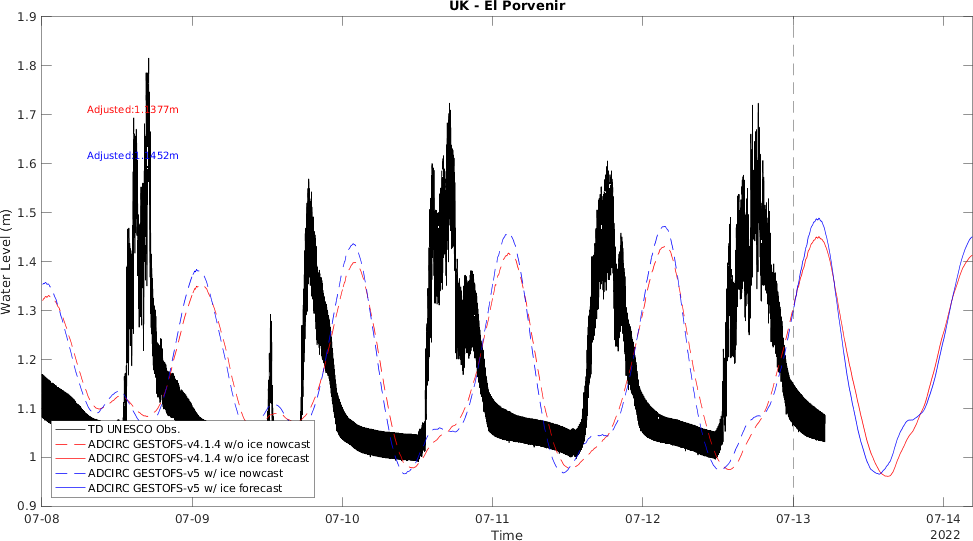 UK - El Porvenir
1.9
1.8
1.7
1.6
1.5
1.4
1.3
1.2
1.1
1
0.9
Water Level (m)
Adjusted:1.1377m
Adjusted:1.1452m
TD UNESCO Obs.
ADCIRC GESTOFS-v4.1.4 w/o ice nowcast
ADCIRC GESTOFS-v4.1.4 w/o ice forecast
ADCIRC GESTOFS-v5 w/ ice nowcast
ADCIRC GESTOFS-v5 w/ ice forecast
07-08 07-09 07-10 07-11 07-12 07-13 07-14
Time
2022